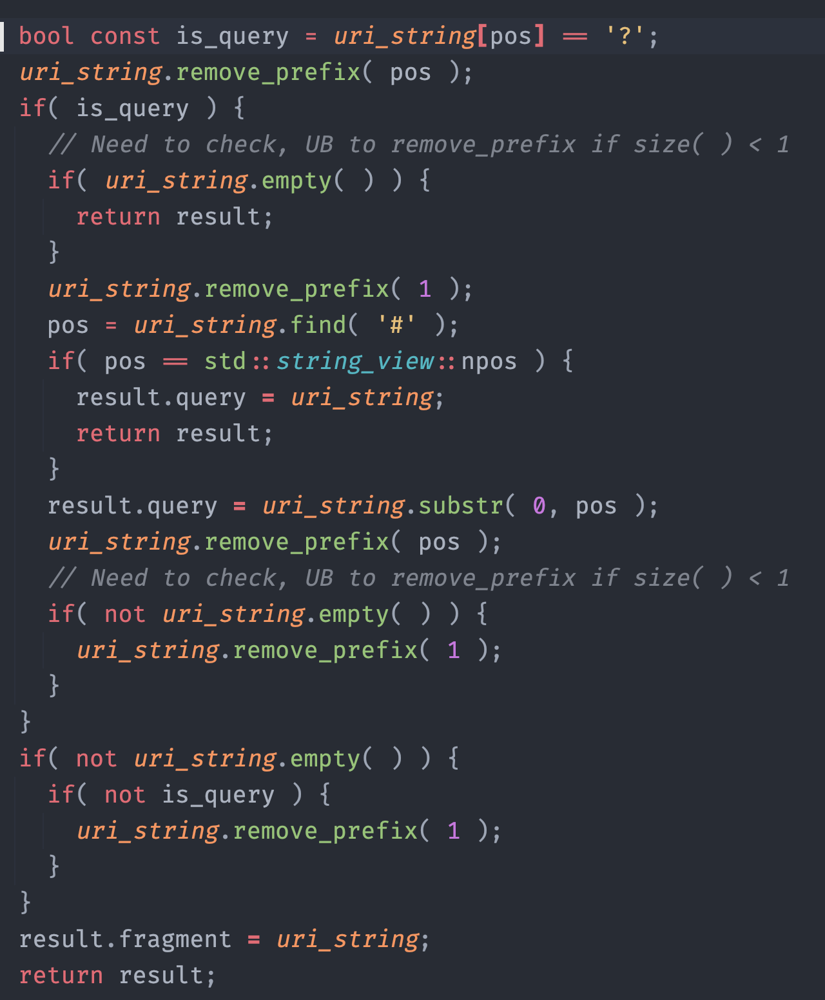 bool const is_query = uri_string[pos] == '?';
uri_string.remove_prefix( pos );
if( is_query ) {
  // Need to check, UB to remove_prefix if size( ) < 1
  if( uri_string.empty( ) ) {
    return result;
  }
  uri_string.remove_prefix( 1 );
  pos = uri_string.find( '#' );
  if( pos == std::string_view::npos ) {
    result.query = uri_string;
    return result;
  }
  result.query = uri_string.substr( 0, pos );
  uri_string.remove_prefix( pos );
  // Need to check, UB to remove_prefix if size( ) < 1
  if( not uri_string.empty( ) ) {
    uri_string.remove_prefix( 1 );
  }
}
if( not uri_string.empty( ) ) {
  if( not is_query ) {
    uri_string.remove_prefix( 1 );
  }
}
result.fragment = uri_string;
return result;